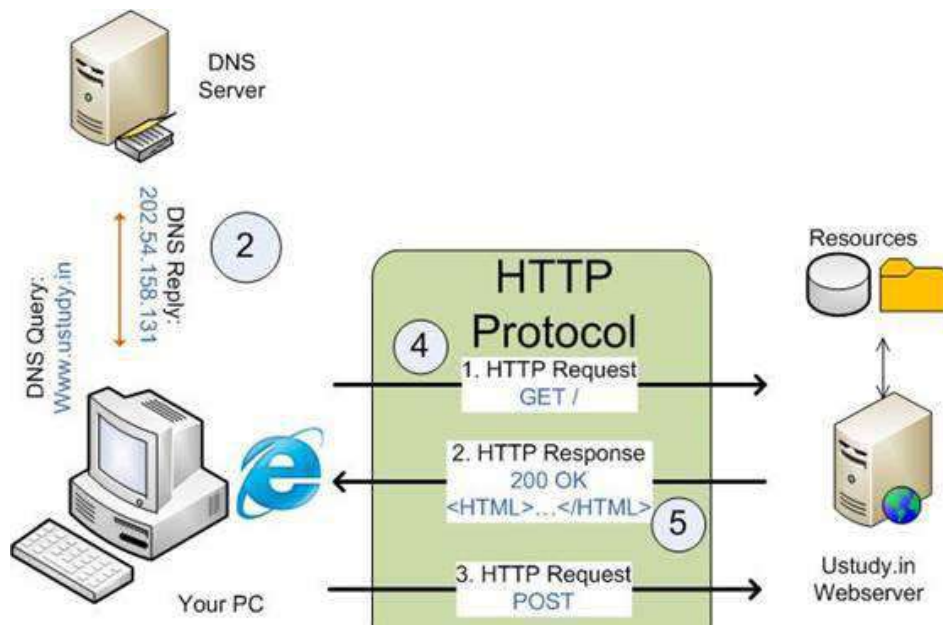 DNS
Server
DNS Reply:
202.54.158.131
2
DNS Query:
Www.ustudy.in
HTTP
Protocol
4
1. HTTP Request
GET /
2. HTTP Response
200 OK
<HTML>...</HTML>
5
3. HTTP Request
POST
Your PC
Resources
Ustudy.in
Webserver